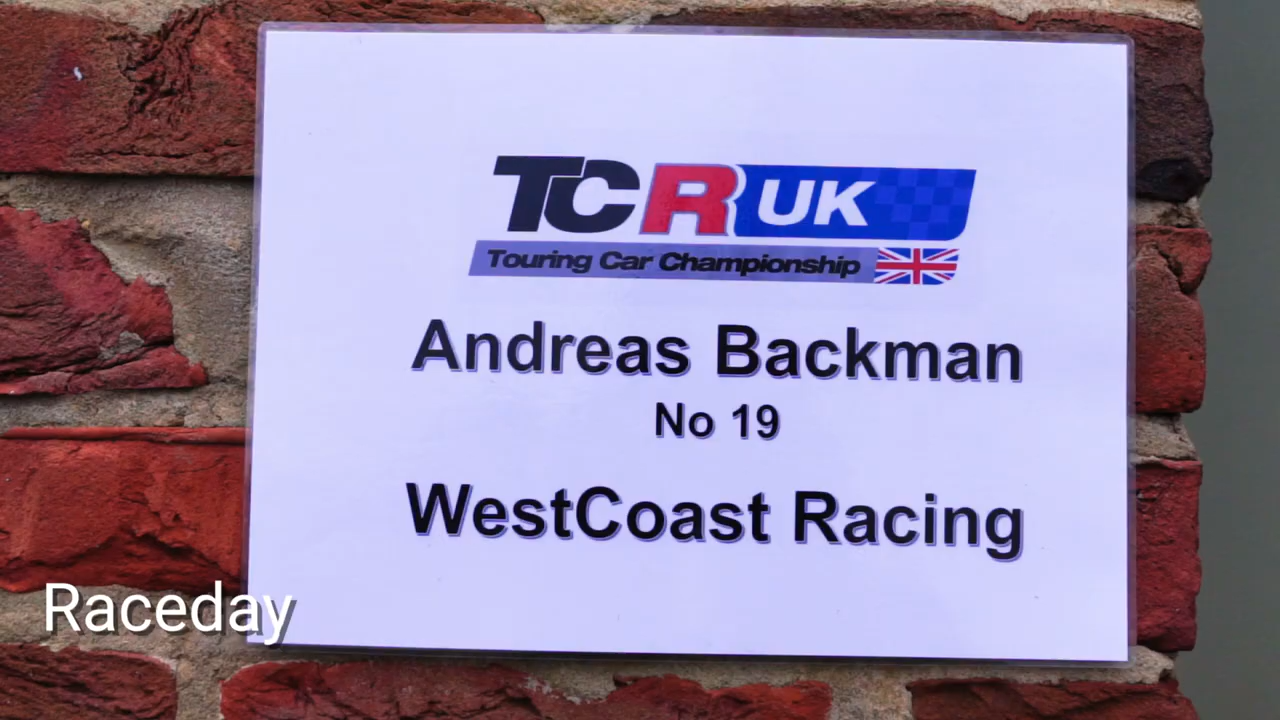 TCR UK
Touring Car Championship
Andreas Backman
No 19
WestCoast Racing
Raceday